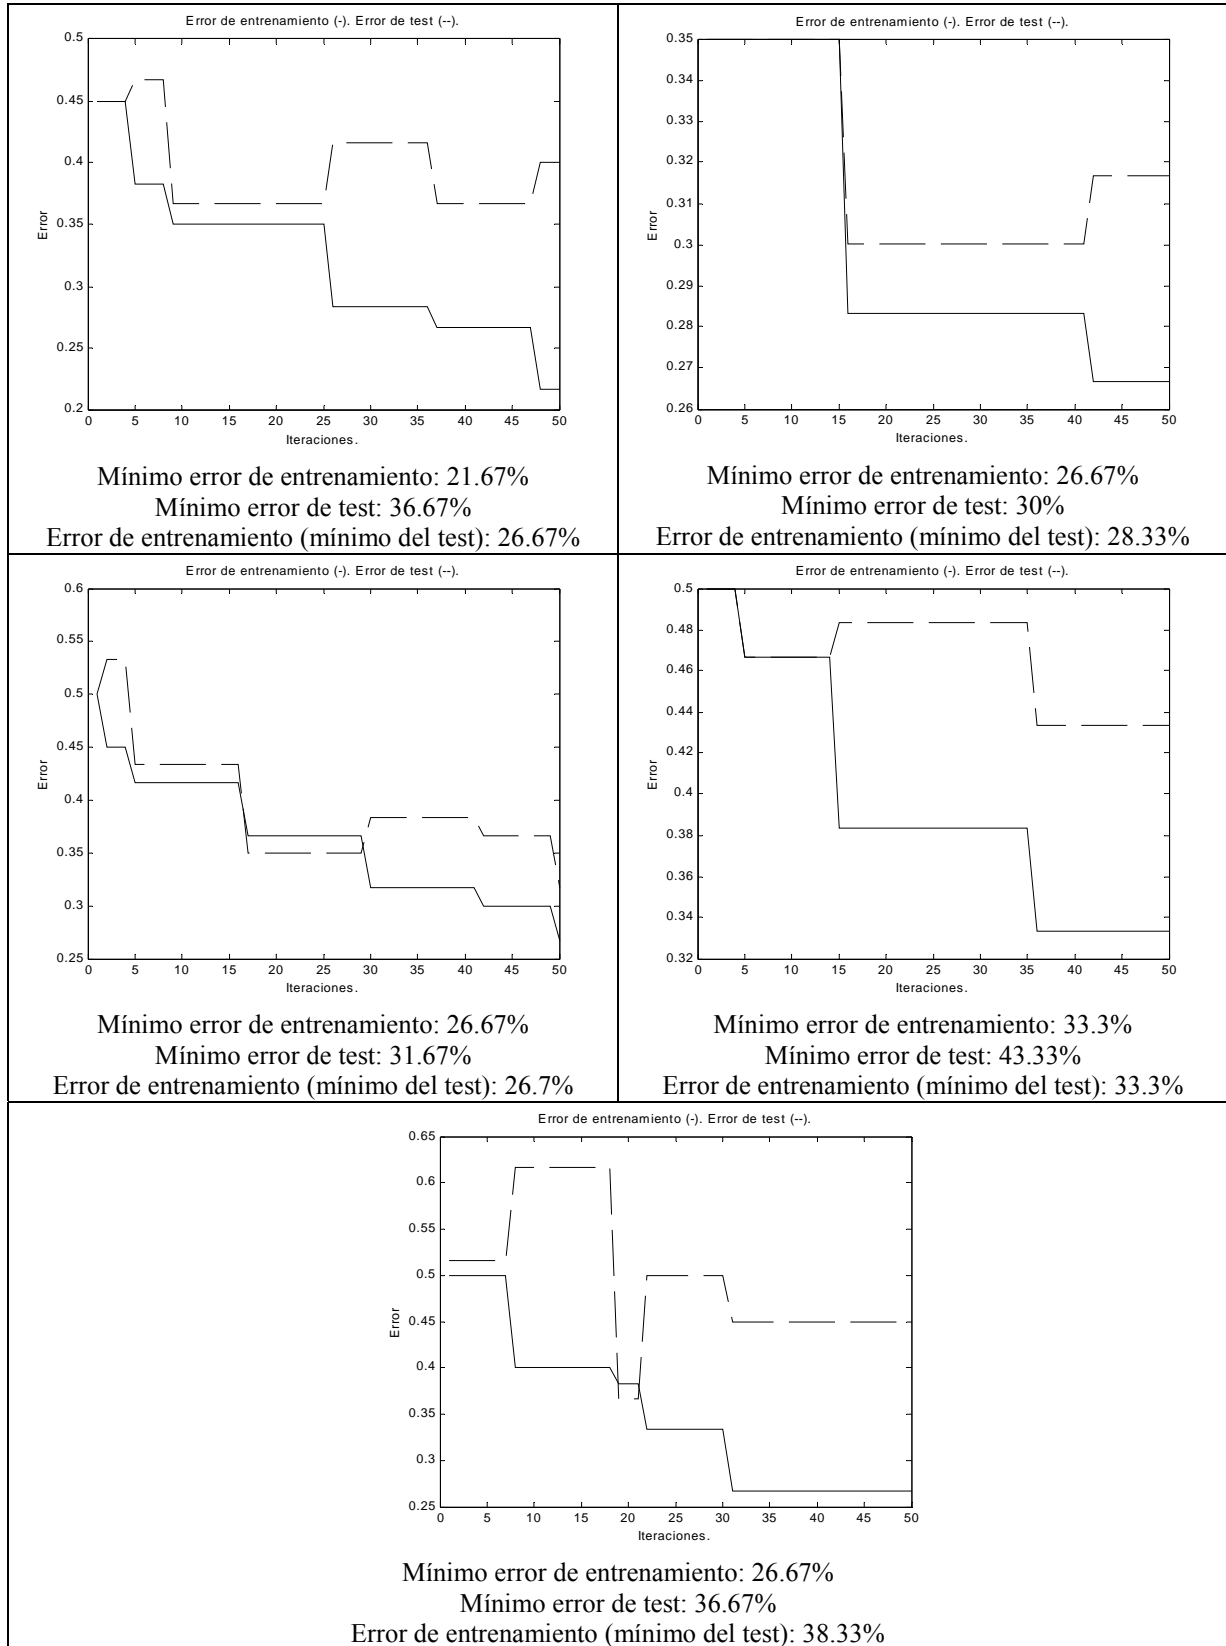 Error de entrenamiento (-). Error de test (--).
0.5
0.45
0.4
0.35
0.3
0.25
0.2
Error
0 5 10 15 20 25 30 35 40 45 50
Iteraciones.
Mínimo error de entrenamiento: 21.67%
Mínimo error de test: 36.67%
Error de entrenamiento (mínimo del test): 26.67%
Error de entrenamiento (-). Error de test (--).
0.35
0.34
0.33
0.32
0.31
0.3
0.29
0.28
0.27
0.26
Error
0 5 10 15 20 25 30 35 40 45 50
Iteraciones.
Mínimo error de entrenamiento: 26.67%
Mínimo error de test: 30%
Error de entrenamiento (mínimo del test): 28.33%
Error de entrenamiento (-). Error de test (--).
0.6
0.55
0.5
0.45
0.4
0.35
0.3
0.25
Error
0 5 10 15 20 25 30 35 40 45 50
Iteraciones.
Mínimo error de entrenamiento: 26.67%
Mínimo error de test: 31.67%
Error de entrenamiento (mínimo del test): 26.7%
Error de entrenamiento (-). Error de test (--).
0.5
0.48
0.46
0.44
0.42
0.4
0.38
0.36
0.34
0.32
Error
0 5 10 15 20 25 30 35 40 45 50
Iteraciones.
Mínimo error de entrenamiento: 33.3%
Mínimo error de test: 43.33%
Error de entrenamiento (mínimo del test): 33.3%
Error de entrenamiento (-). Error de test (--).
0.65
0.6
0.55
0.5
0.45
0.4
0.35
0.3
0.25
Error
0 5 10 15 20 25 30 35 40 45 50
Iteraciones.
Mínimo error de entrenamiento: 26.67%
Mínimo error de test: 36.67%
Error de entrenamiento (mínimo del test): 38.33%